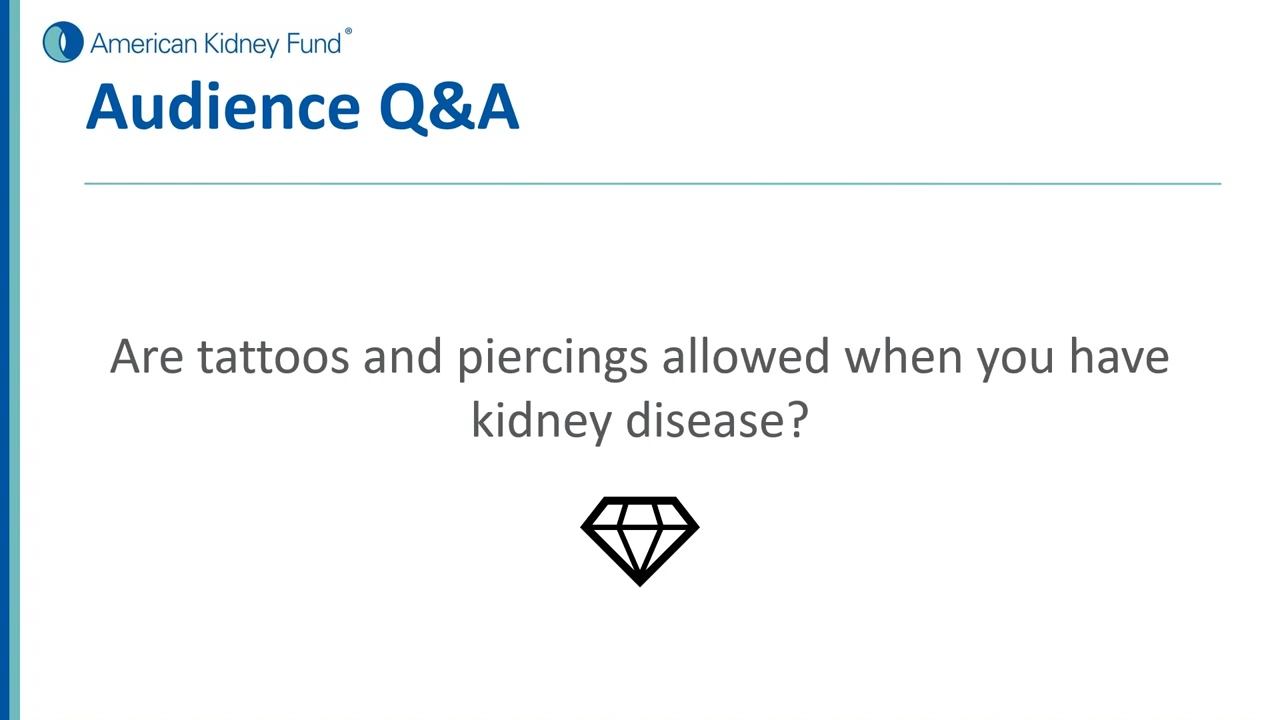 American Kidney Fund®
Audience Q&A
Are tattoos and piercings allowed when you have
kidney disease?